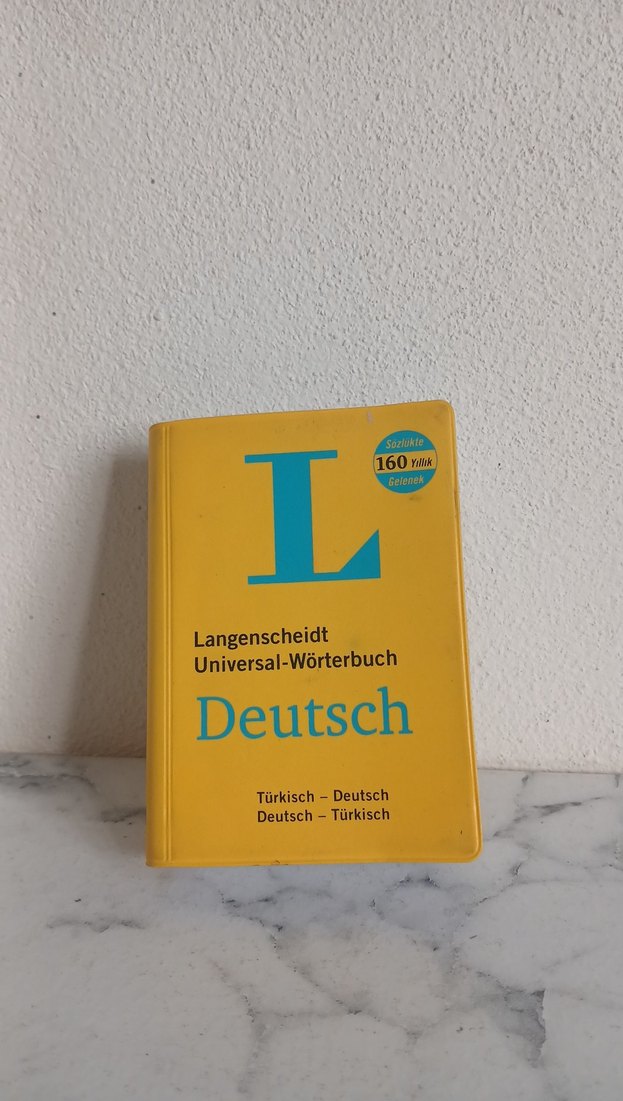 L
Sözlükte
160 Yıllık
Gelenek
Langenscheidt
Universal-Wörterbuch
Deutsch
Türkisch – Deutsch
Deutsch – Türkisch